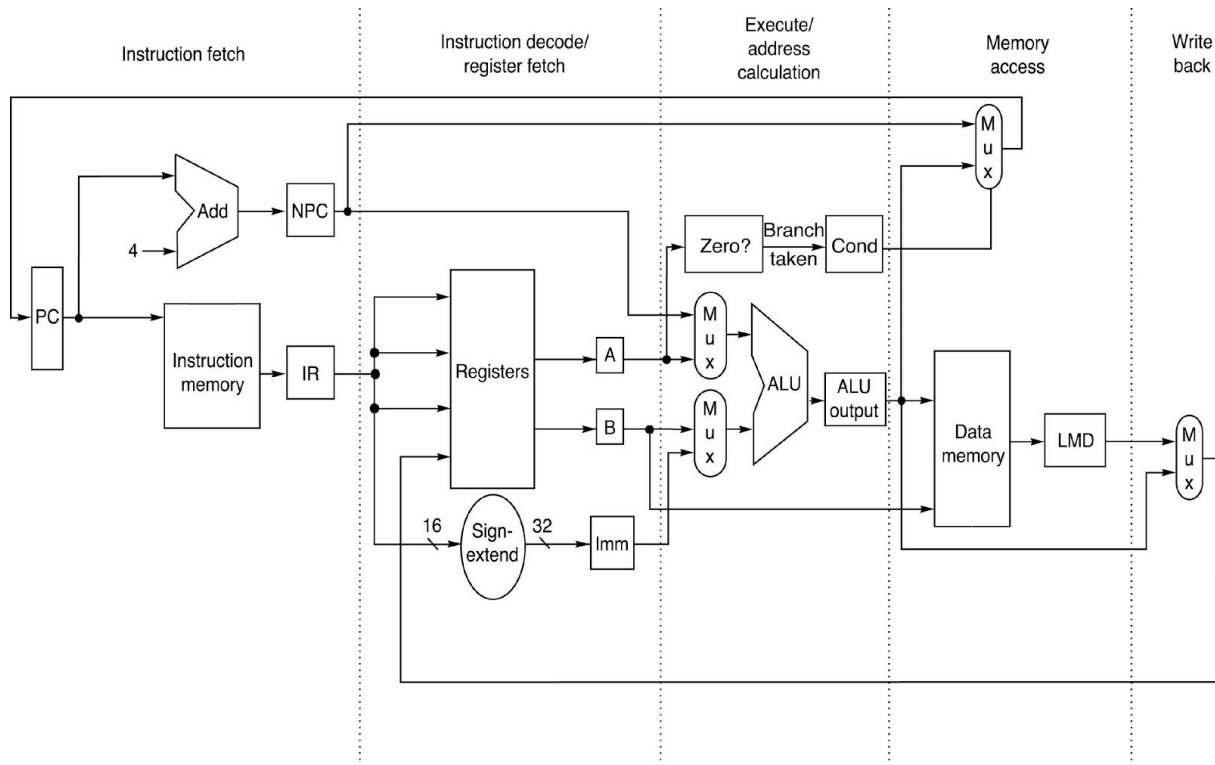 Instruction fetch
Instruction decode/
register fetch
Execute/
address
calculation
Memory
access
Write
back
M
u
x
Add
NPC
4
Zero?
Branch
taken
Cond
PC
Instruction
memory
IR
Registers
A
B
M
u
x
M
u
x
ALU
ALU
output
Data
memory
LMD
M
u
x
16
Sign-
extend
32
Imm